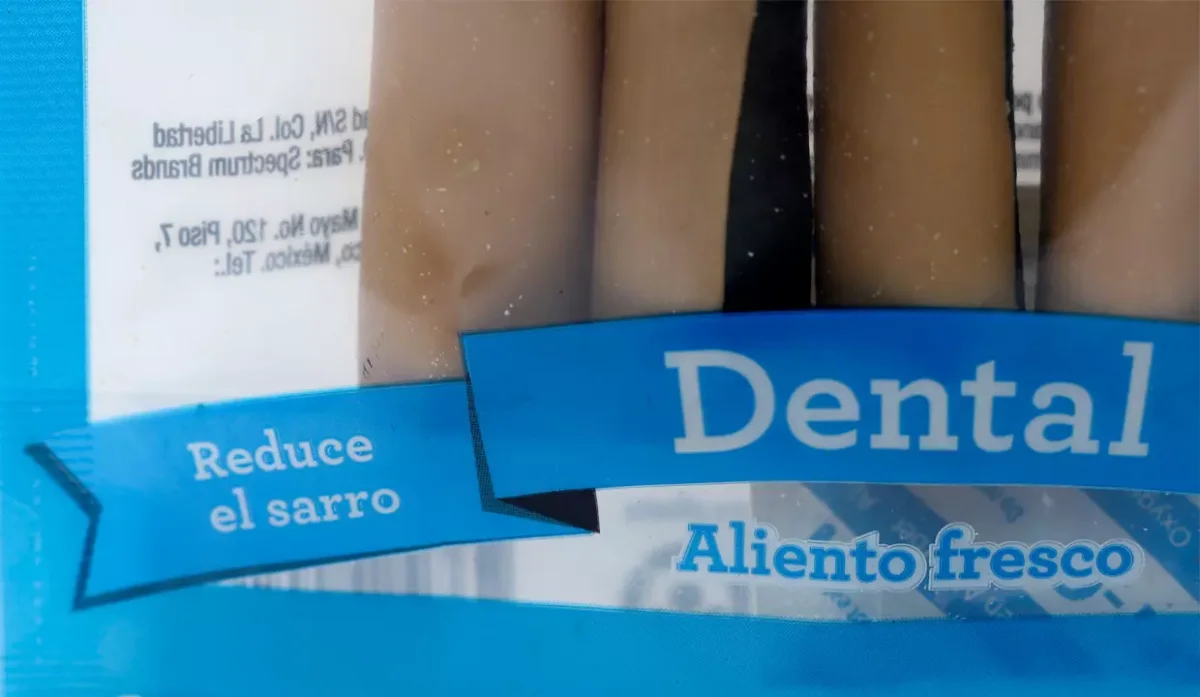 ad S/N, Col. La Libertad
. Para: Spectrum Brands
Mayo No. 120, Piso 7,
co, México. Tel.:
Dental
Reduce
el sarro
Aliento fresco